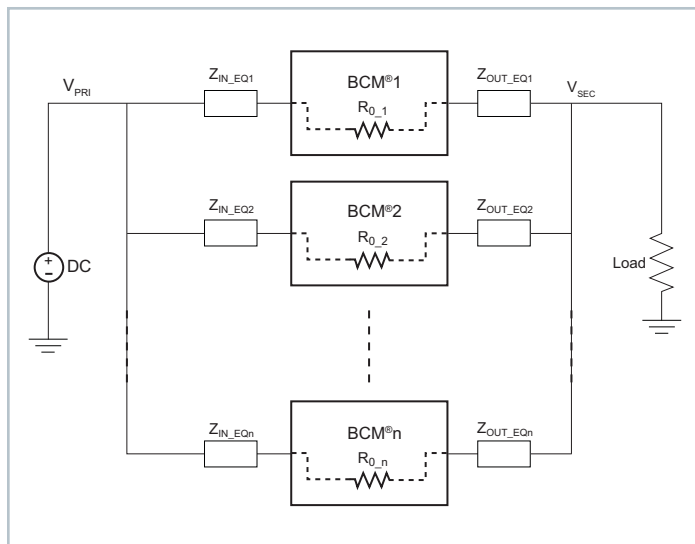 V_PRI
Z_IN_EQ1
BCM®1
R_0_1
Z_OUT_EQ1
V_SEC
Z_IN_EQ2
BCM®2
R_0_2
Z_OUT_EQ2
+
−
DC
Load
Z_IN_EQn
BCM®n
R_0_n
Z_OUT_EQn